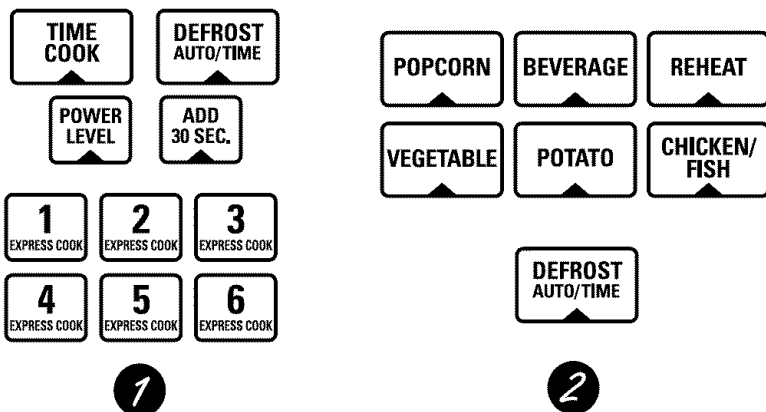 TIME
COOK
DEFROST
AUTO/TIME
POWER
LEVEL
ADD
30 SEC.
1
EXPRESS COOK
2
EXPRESS COOK
3
EXPRESS COOK
4
EXPRESS COOK
5
EXPRESS COOK
6
EXPRESS COOK
1
POPCORN
BEVERAGE
REHEAT
VEGETABLE
POTATO
CHICKEN/
FISH
DEFROST
AUTO/TIME
2